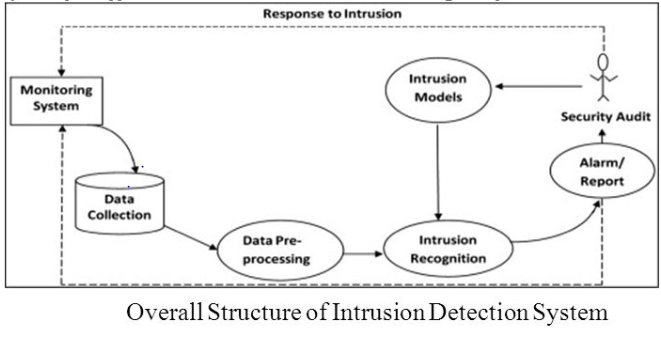 Response to Intrusion
Monitoring
System
Intrusion
Models
Security Audit
Alarm/
Report
Data
Collection
Data Pre-
processing
Intrusion
Recognition
Overall Structure of Intrusion Detection System